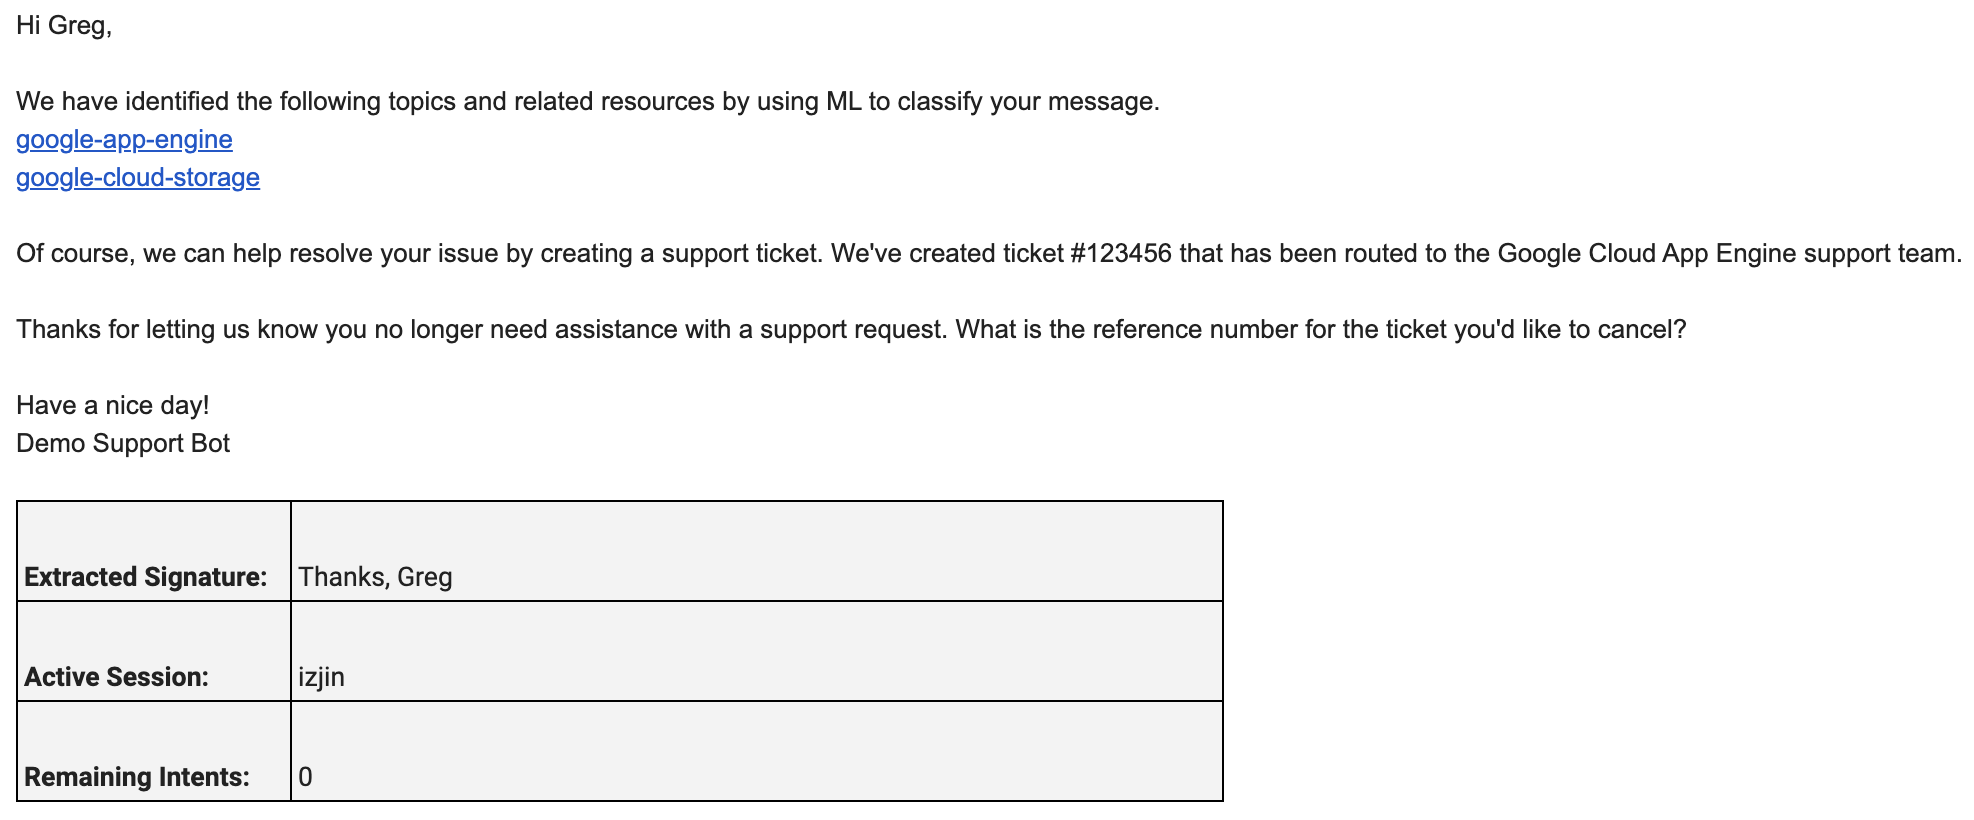 Hi Greg,
We have identified the following topics and related resources by using ML to classify your message.
google-app-engine
google-cloud-storage
Of course, we can help resolve your issue by creating a support ticket. We've created ticket #123456 that has been routed to the Google Cloud App Engine support team.
Thanks for letting us know you no longer need assistance with a support request. What is the reference number for the ticket you'd like to cancel?
Have a nice day!
Demo Support Bot
Extracted Signature: Thanks, Greg
Active Session: izjin
Remaining Intents: 0